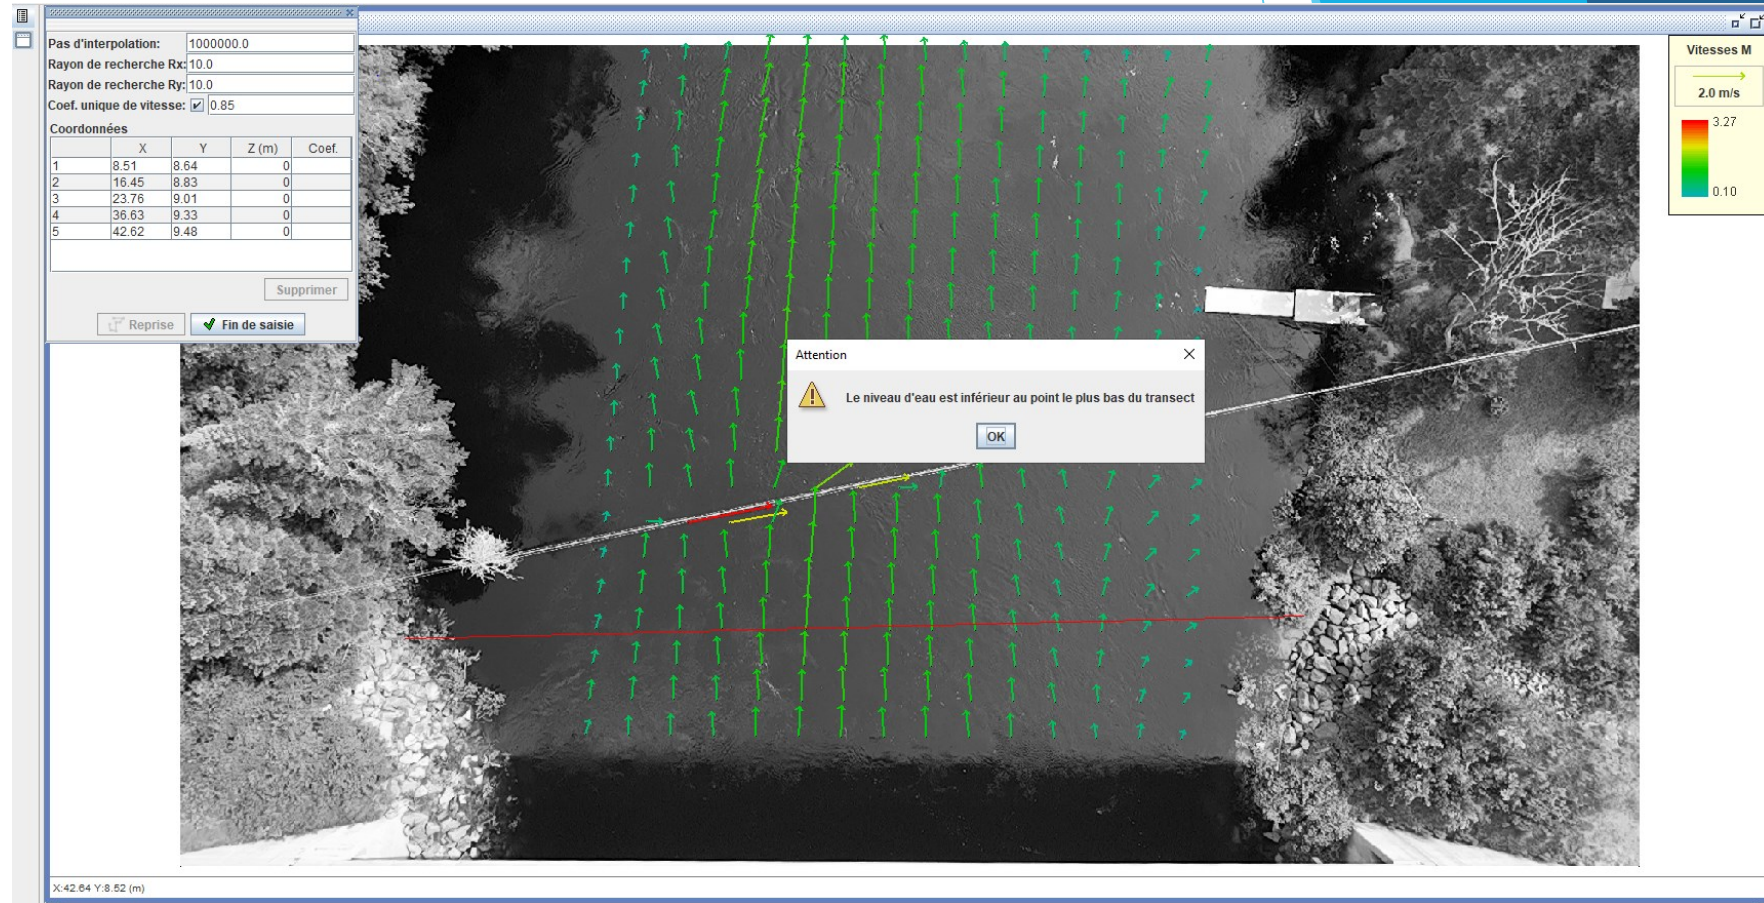 Pas d'interpolation: 1000000.0
Rayon de recherche Rx: 10.0
Rayon de recherche Ry: 10.0
Coef. unique de vitesse: 0.85
Coordonnées
X Y Z (m) Coef.
1 8.51 8.64 0
2 16.45 8.83 0
3 23.76 9.01 0
4 36.63 9.33 0
5 42.62 9.48 0
Supprimer
Reprise Fin de saisie
Vitesses M
2.0 m/s
3.27
0.10
Attention
Le niveau d'eau est inférieur au point le plus bas du transect
OK
X:42.64 Y:8.52 (m)